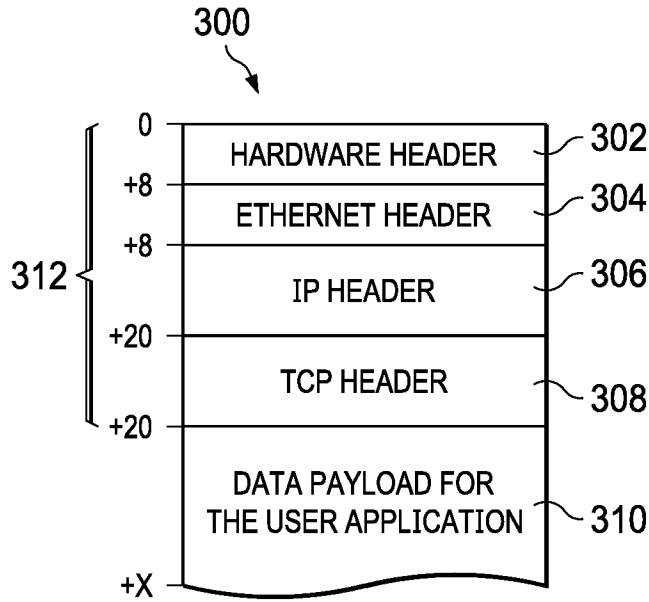 300
0
HARDWARE HEADER
302
+8
ETHERNET HEADER
304
+8
312
IP HEADER
306
+20
TCP HEADER
308
+20
DATA PAYLOAD FOR
THE USER APPLICATION
310
+X